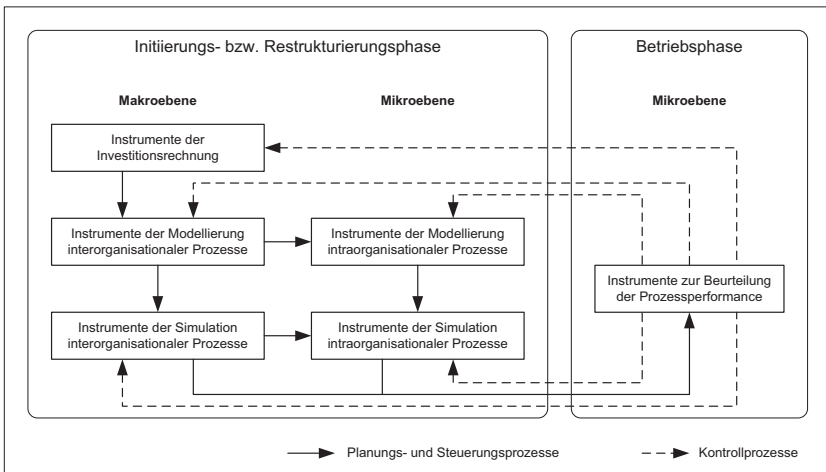 Initiierungs- bzw. Restrukturierungsphase
Betriebsphase
Makroebene
Mikroebene
Mikroebene
Instrumente der
Investitionsrechnung
Instrumente der Modellierung
interorganisationaler Prozesse
Instrumente der Modellierung
intraorganisationaler Prozesse
Instrumente zur Beurteilung
der Prozessperformance
Instrumente der Simulation
interorganisationaler Prozesse
Instrumente der Simulation
intraorganisationaler Prozesse
Planungs- und Steuerungsprozesse
Kontrollprozesse